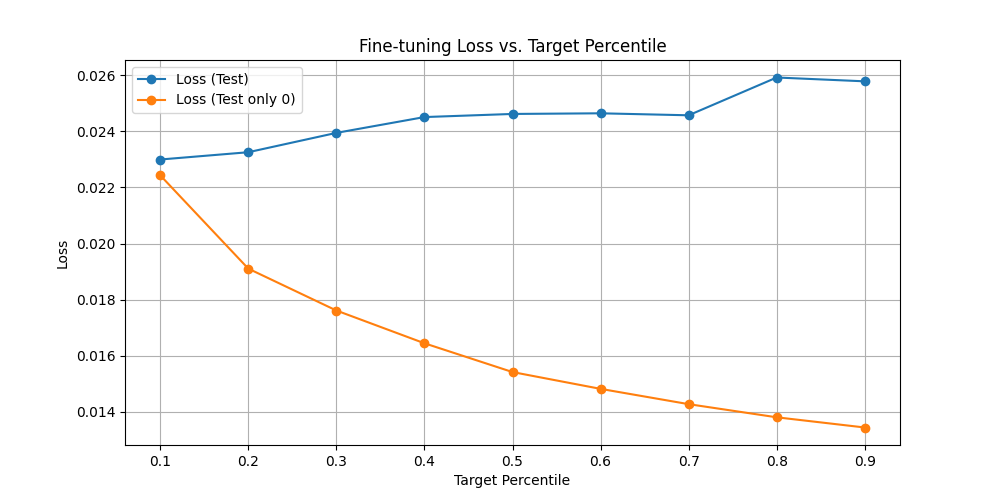 Fine-tuning Loss vs. Target Percentile
Loss (Test)
Loss (Test only 0)
Loss
0.026
0.024
0.022
0.020
0.018
0.016
0.014
0.1 0.2 0.3 0.4 0.5 0.6 0.7 0.8 0.9
Target Percentile